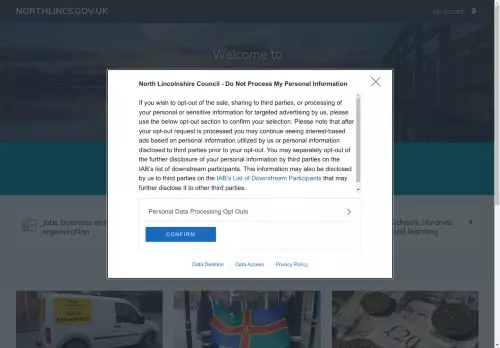 NORTHLINCS.GOV.UK
My account
Welcome to
North Lincolnshire Council - Do Not Process My Personal Information
If you wish to opt-out of the sale, sharing to third parties, or processing of
your personal or sensitive information for targeted advertising by us, please
use the below opt-out section to confirm your selection. Please note that after
your opt-out request is processed you may continue seeing interest-based
ads based on personal information utilized by us or personal information
disclosed to third parties prior to your opt-out. You may separately opt-out of
the further disclosure of your personal information by third parties on the
IAB's list of downstream participants. This information may also be disclosed
by us to third parties on the IAB's List of Downstream Participants that may
further disclose it to other third parties.
Personal Data Processing Opt Outs
CONFIRM
Data Deletion
Data Access
Privacy Policy
Jobs, business and
regeneration
schools, libraries
and learning
£20